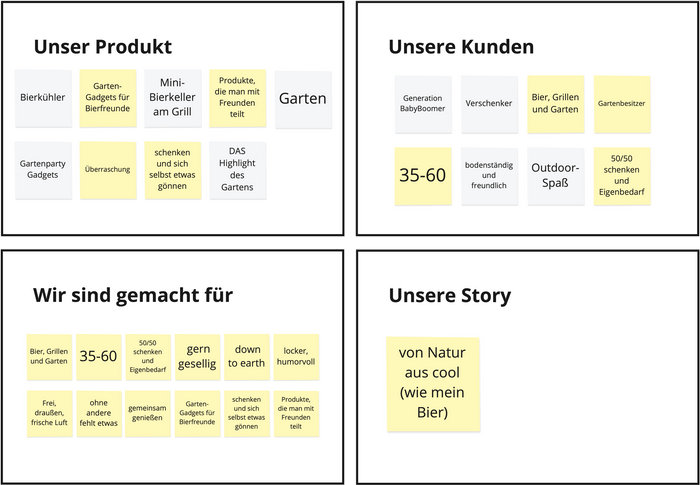 Unser Produkt
Bierkühler
Garten-
Gadgets für
Bierfreunde
Mini-
Bierkeller
am Grill
Produkte,
die man mit
Freunden
teilt
Garten
Gartenparty
Gadgets
Überraschung
schenken
und sich
selbst etwas
gönnen
DAS
Highlight
des
Gartens
Unsere Kunden
Generation
BabyBoomer
Verschenker
Bier, Grillen
und Garten
Gartenbesitzer
35-60
bodenständig
und
freundlich
Outdoor-
Spaß
50/50
schenken
und
Eigenbedarf
Wir sind gemacht für
Bier, Grillen
und Garten
35-60
50/50
schenken
und
Eigenbedarf
gern
gesellig
down
to earth
locker,
humorvoll
Frei,
draußen,
frische Luft
ohne
andere
fehlt etwas
gemeinsam
genießen
Garten-
Gadgets für
Bierfreunde
schenken
und sich
selbst etwas
gönnen
Produkte,
die man mit
Freunden
teilt
Unsere Story
von Natur
aus cool
(wie mein
Bier)